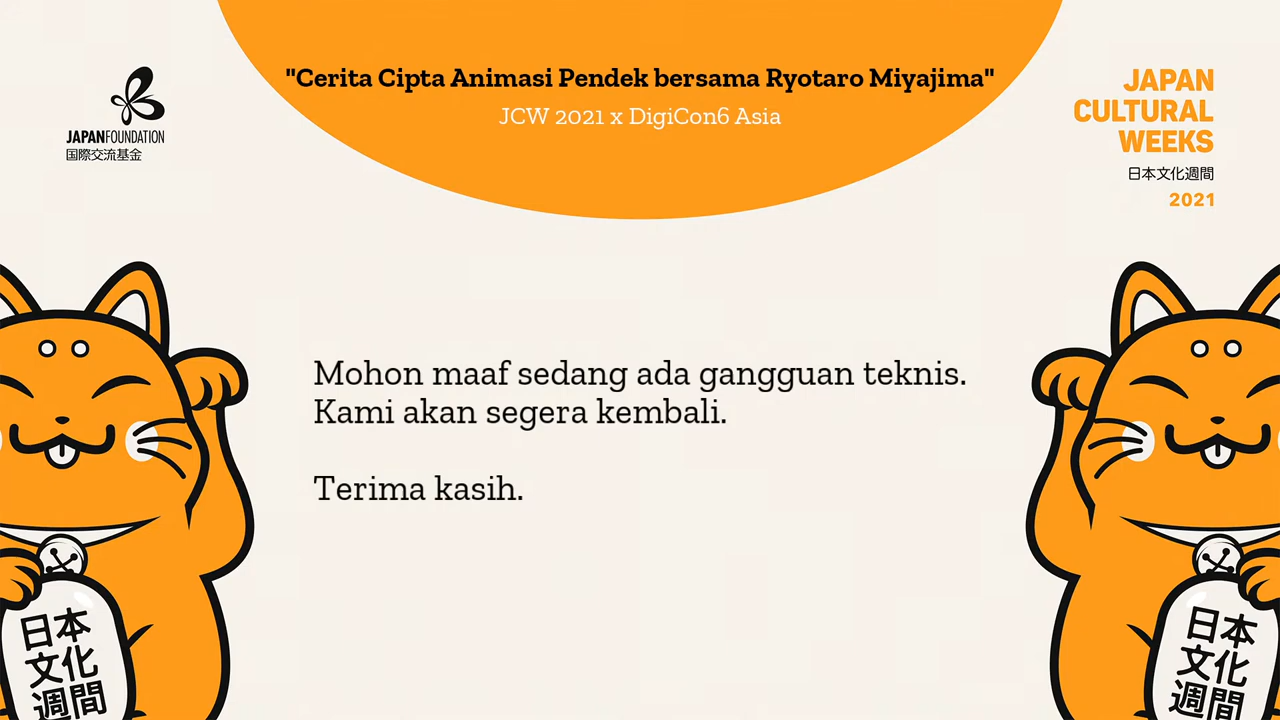 "Cerita Cipta Animasi Pendek bersama Ryotaro Miyajima"
JCW 2021 x DigiCon6 Asia
JAPANFOUNDATION
国際交流基金
JAPAN
CULTURAL
WEEKS
日本文化週間
2021
Mohon maaf sedang ada gangguan teknis.
Kami akan segera kembali.
Terima kasih.
日本
文化
週間
日本
文化
週間